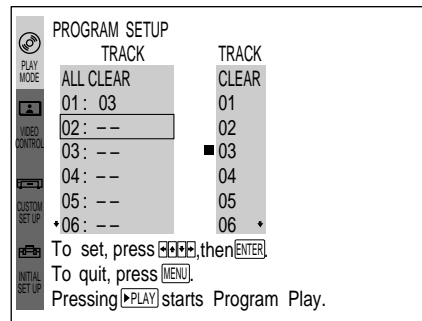 PROGRAM SETUP
TRACK TRACK
PLAY
MODE
ALL CLEAR CLEAR
01: 03 01
02: –– 02
VIDEO
CONTROL
03: –– 03
04: –– 04
CUSTOM
SET UP
05: –– 05
06: –– 06
To set, press ,then ENTER.
INITIAL
SET UP
To quit, press MENU.
Pressing PLAY starts Program Play.